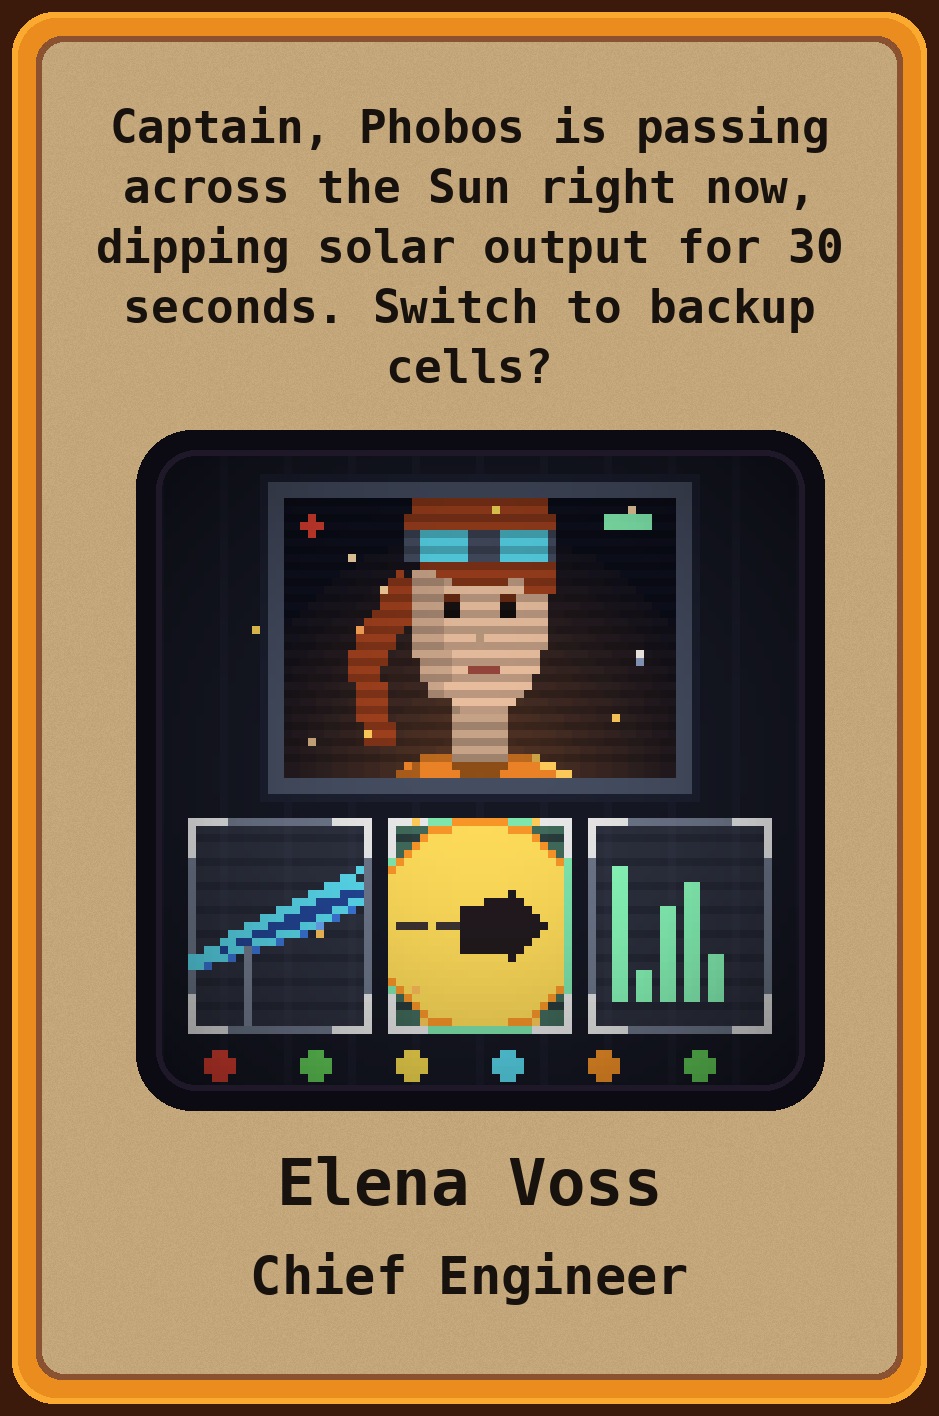 Captain, Phobos is passing
across the Sun right now,
dipping solar output for 30
seconds. Switch to backup
cells?
Elena Voss
Chief Engineer